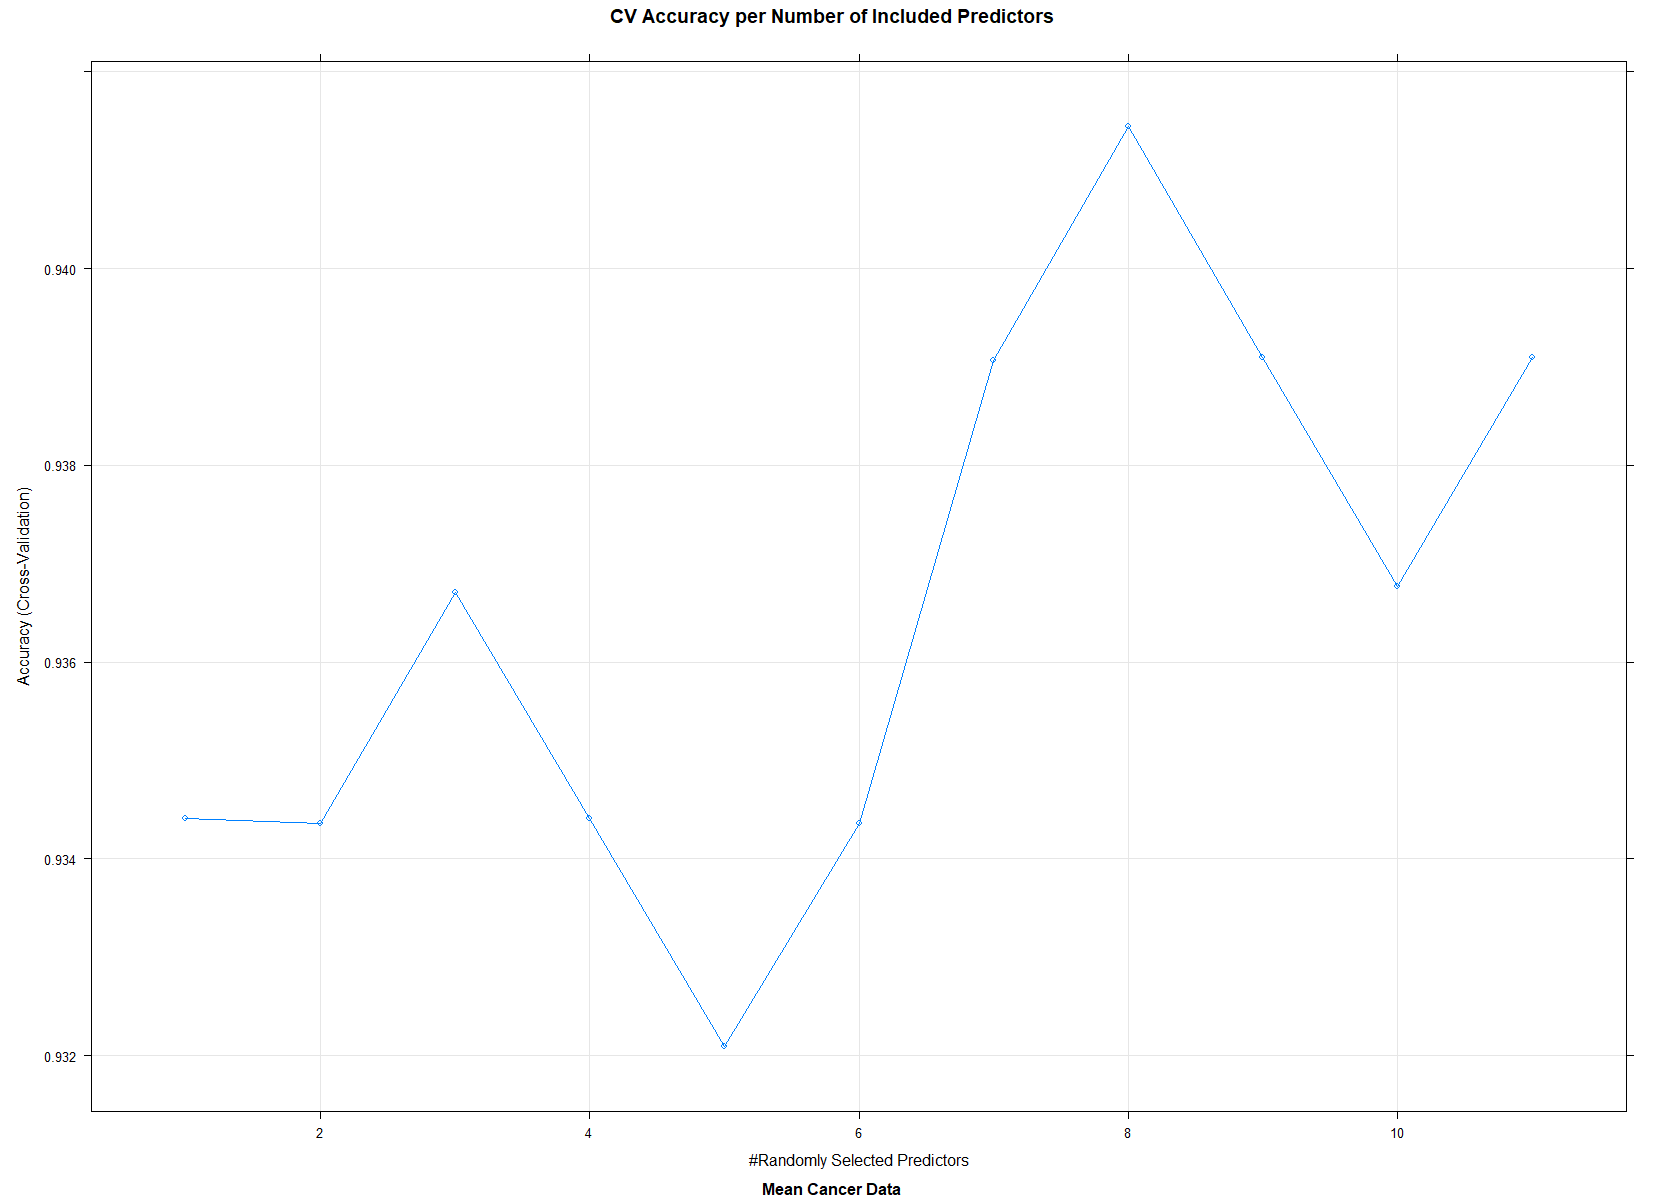 CV Accuracy per Number of Included Predictors
0.940
0.938
0.936
0.934
0.932
Accuracy (Cross-Validation)
2 4 6 8 10
#Randomly Selected Predictors
Mean Cancer Data